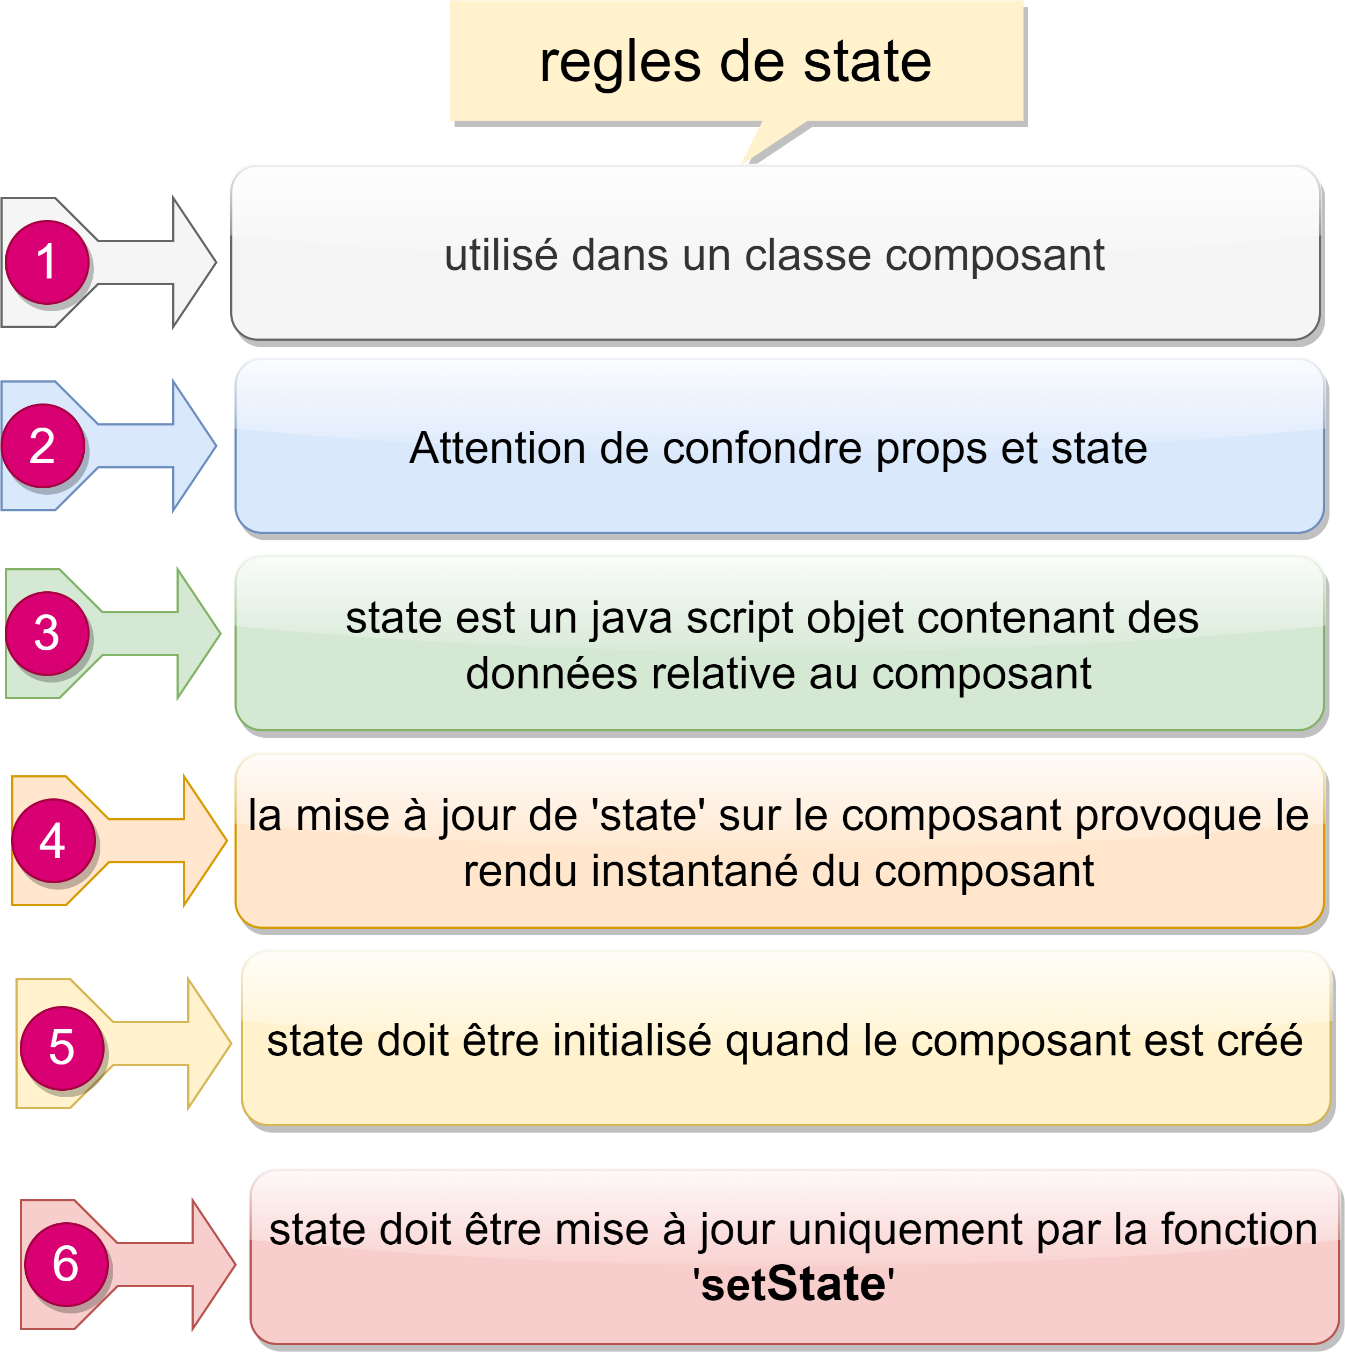 regles de state
1
utilisé dans un classe composant
2
Attention de confondre props et state
3
state est un java script objet contenant des
données relative au composant
4
la mise à jour de 'state' sur le composant provoque le
rendu instantané du composant
5
state doit être initialisé quand le composant est créé
6
state doit être mise à jour uniquement par la fonction
'setState'